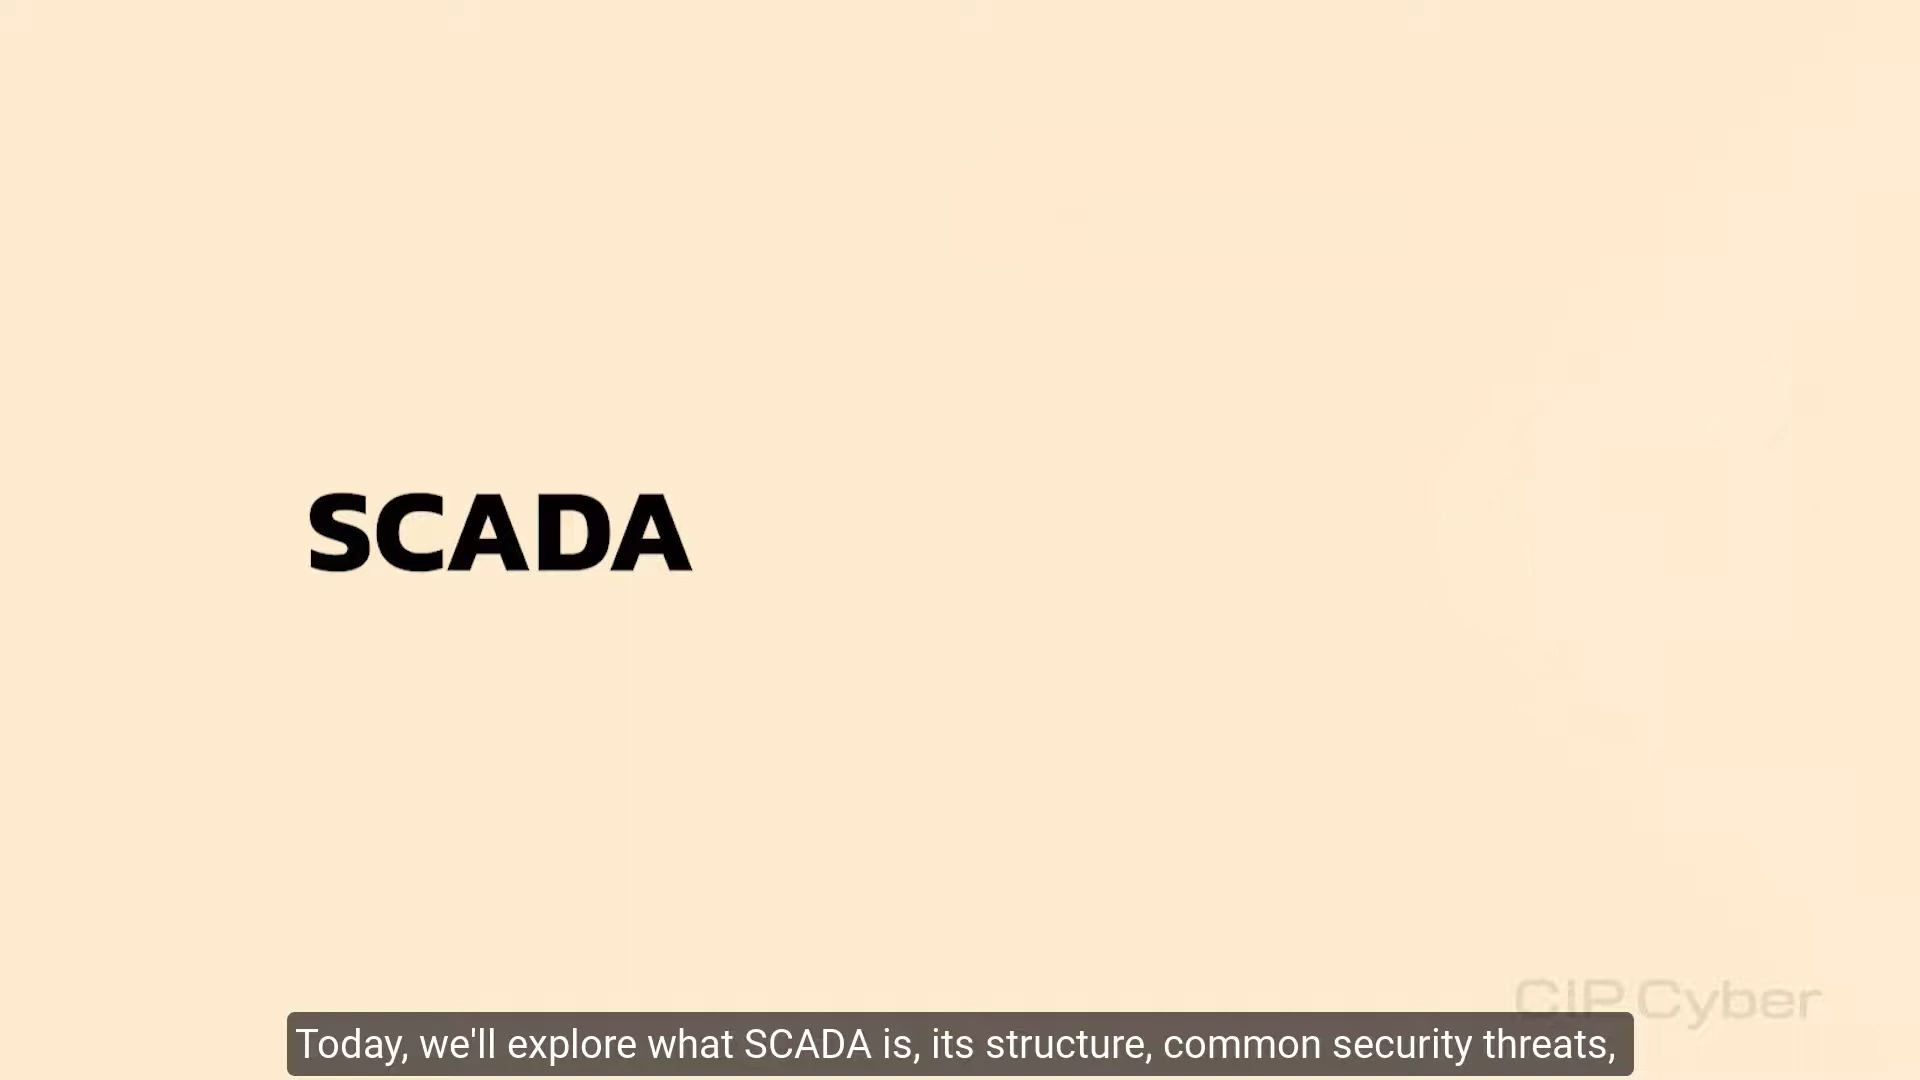 SCADA
CIP Cyber
Today, we'll explore what SCADA is, its structure, common security threats,